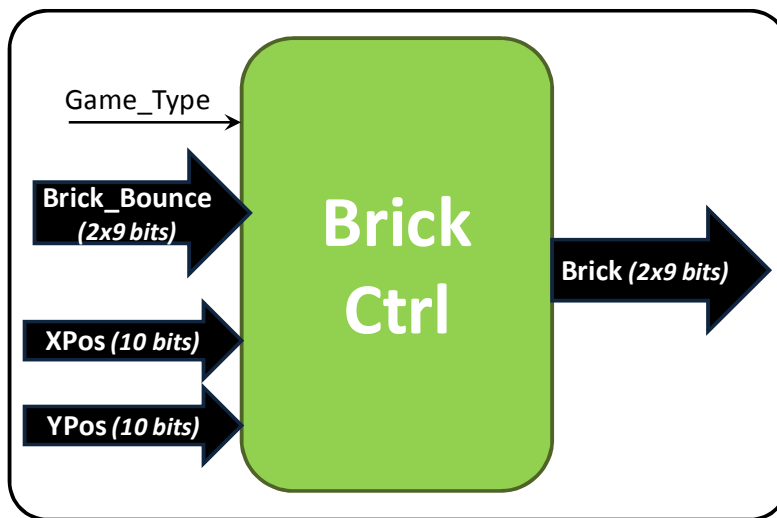 Game_Type
Brick_Bounce
(2x9 bits)
XPos (10 bits)
YPos (10 bits)
Brick
Ctrl
Brick (2x9 bits)